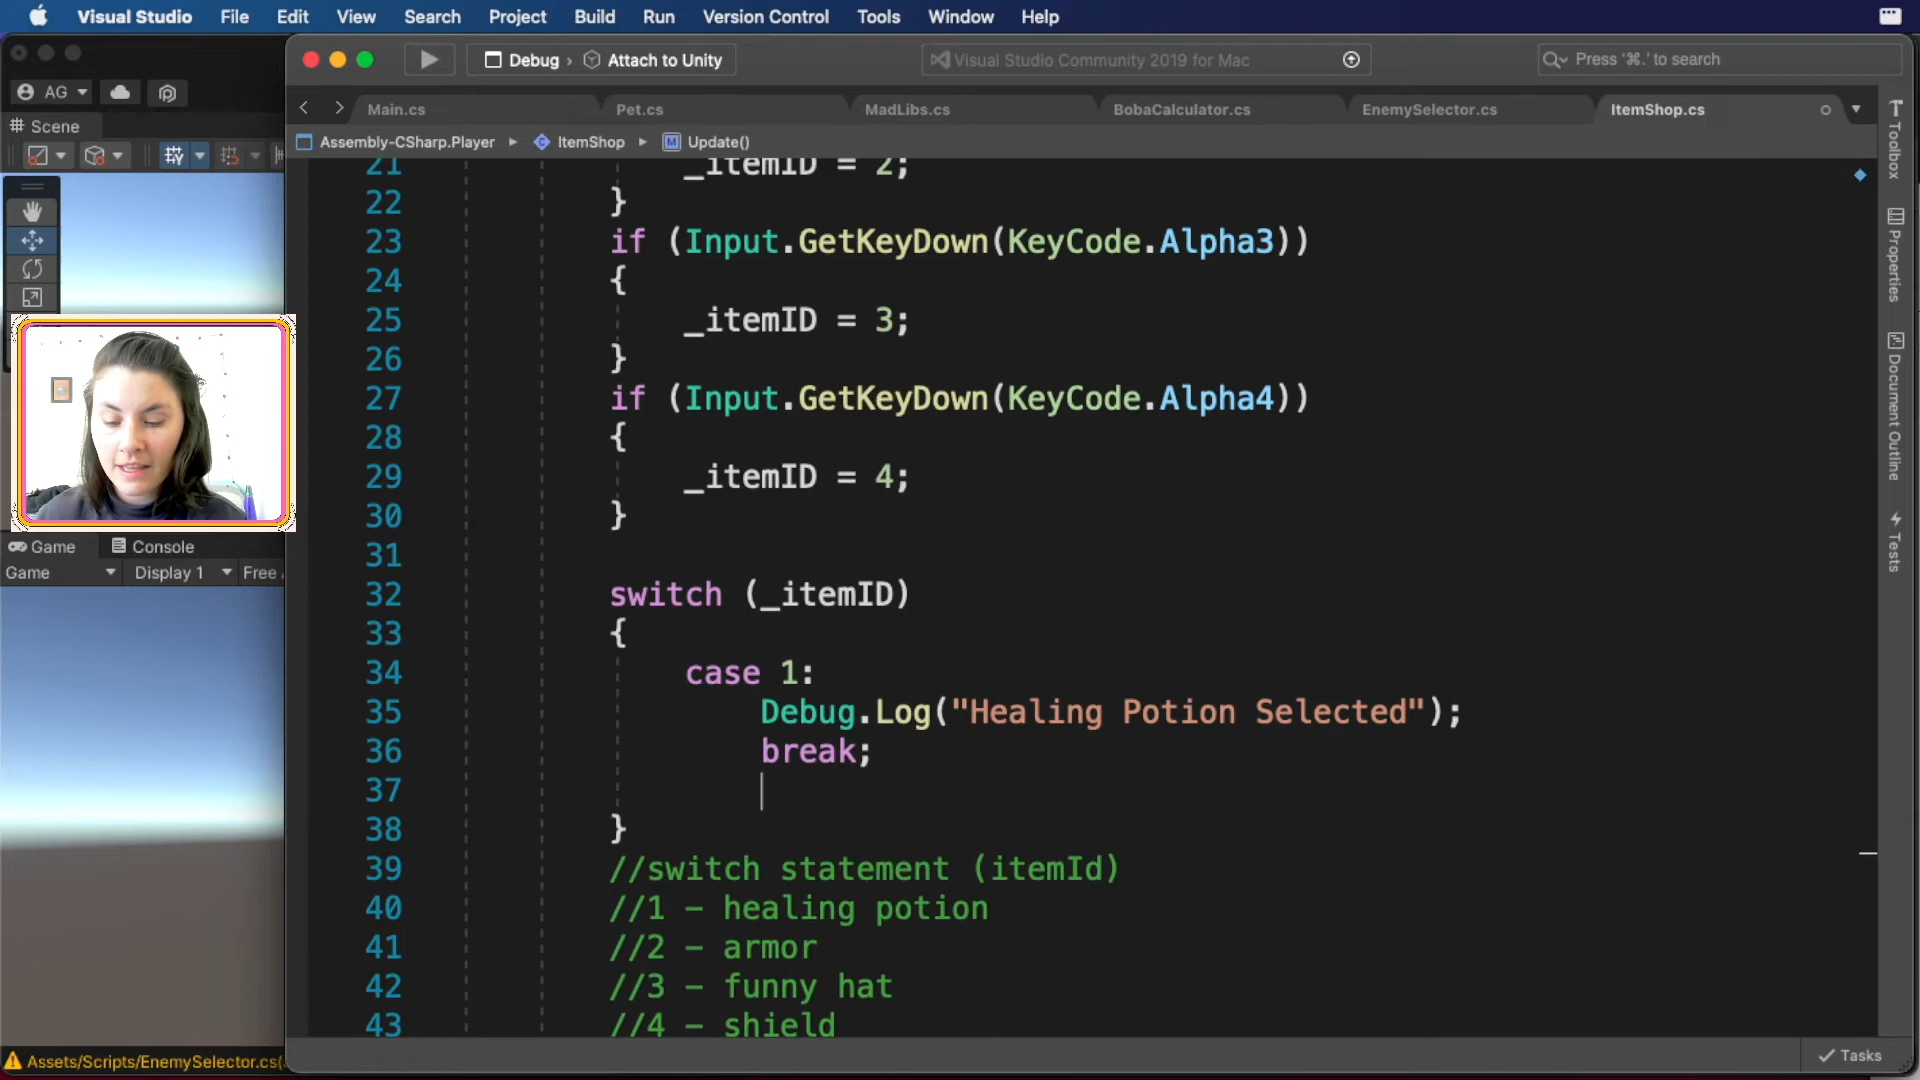 Visual Studio File Edit View Search Project Build Run Version Control Tools Window Help
Debug › Attach to Unity
Visual Studio Community 2019 for Mac
Press '⌘.' to search
AG
Main.cs Pet.cs MadLibs.cs BobaCalculator.cs EnemySelector.cs ItemShop.cs
# Scene
Assembly-CSharp.Player ▸ ItemShop ▸ M Update()
21 _itemID = 2;
22 }
23 if (Input.GetKeyDown(KeyCode.Alpha3))
24 {
25 _itemID = 3;
26 }
27 if (Input.GetKeyDown(KeyCode.Alpha4))
28 {
29 _itemID = 4;
30 }
31
32 switch (_itemID)
33 {
34 case 1:
35 Debug.Log("Healing Potion Selected");
36 break;
37
38 }
39 //switch statement (itemId)
40 //1 - healing potion
41 //2 - armor
42 //3 - funny hat
43 //4 - shield
Game Console
Game Display 1 Free
Assets/Scripts/EnemySelector.cs(
Toolbox
Properties
Document Outline
Tests
Tasks